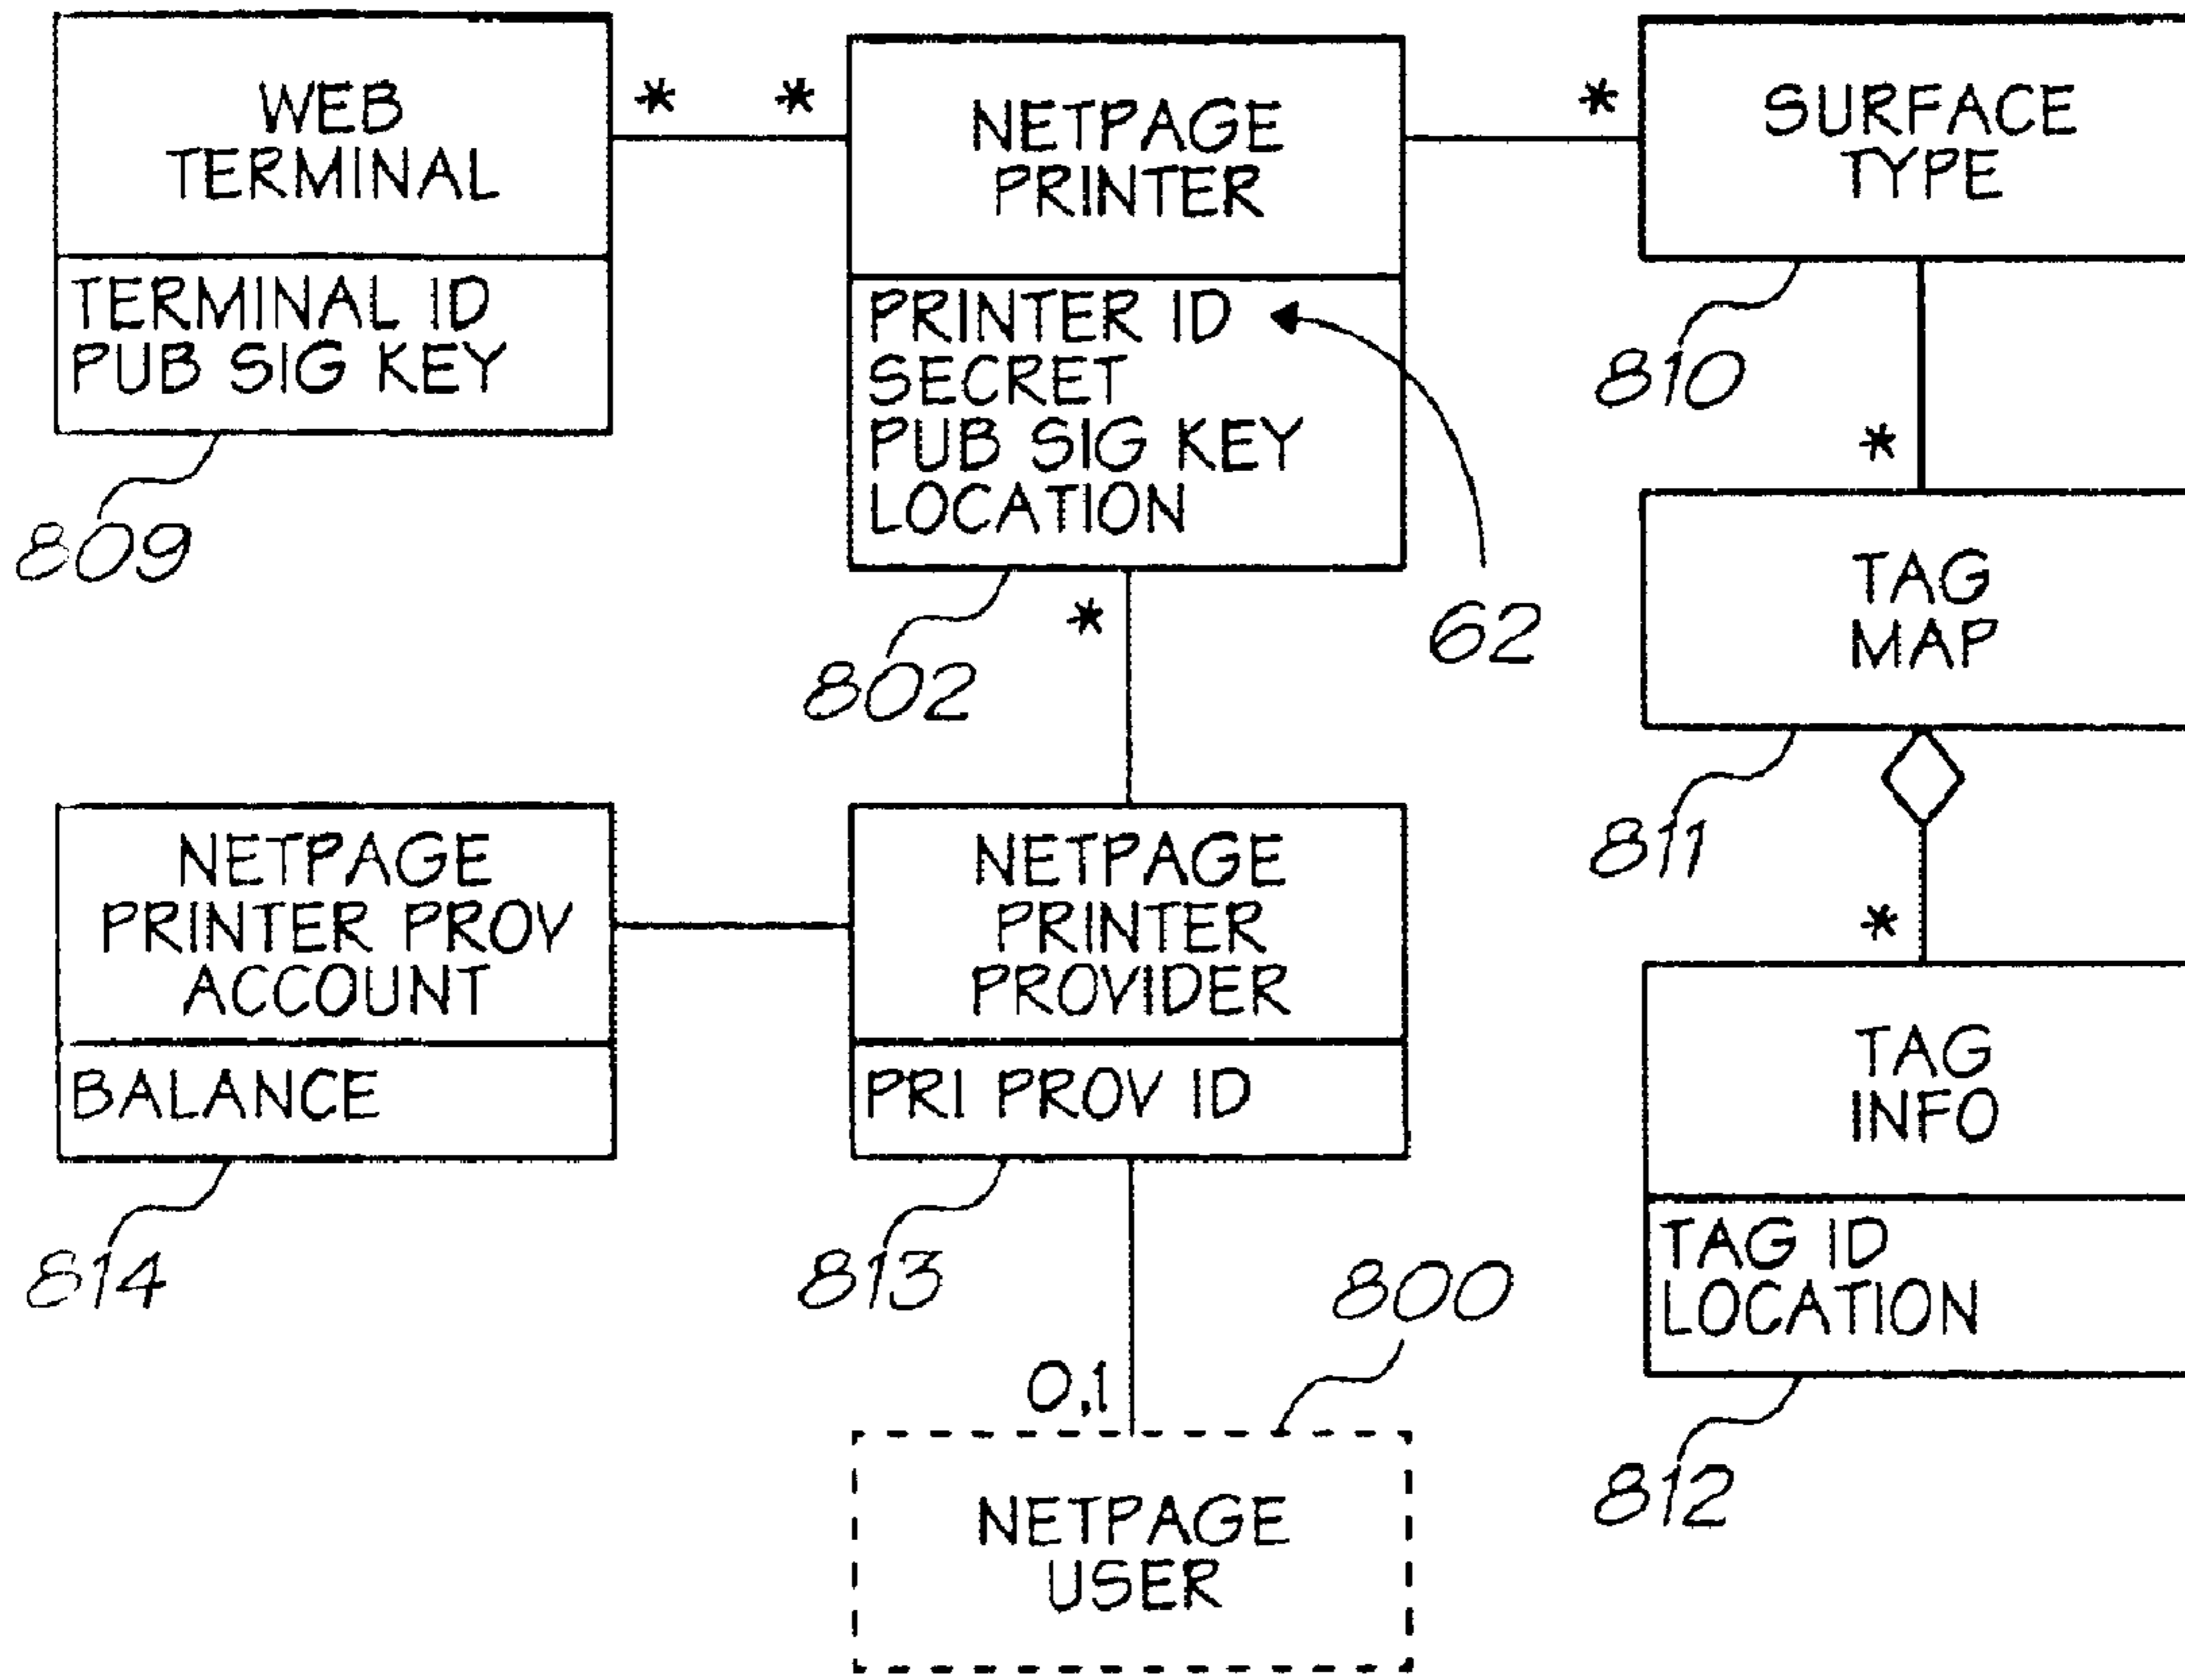 WEB
TERMINAL
* *
TERMINAL ID
PUB SIG KEY
809
NETPAGE
PRINTER
PRINTER ID
SECRET
PUB SIG KEY
LOCATION
802
62
*
*
SURFACE
TYPE
810
*
TAG
MAP
811
*
TAG
INFO
TAG ID
LOCATION
812
NETPAGE
PRINTER PROV
ACCOUNT
BALANCE
814
NETPAGE
PRINTER
PROVIDER
PRI PROV ID
813
0,1
800
NETPAGE
USER